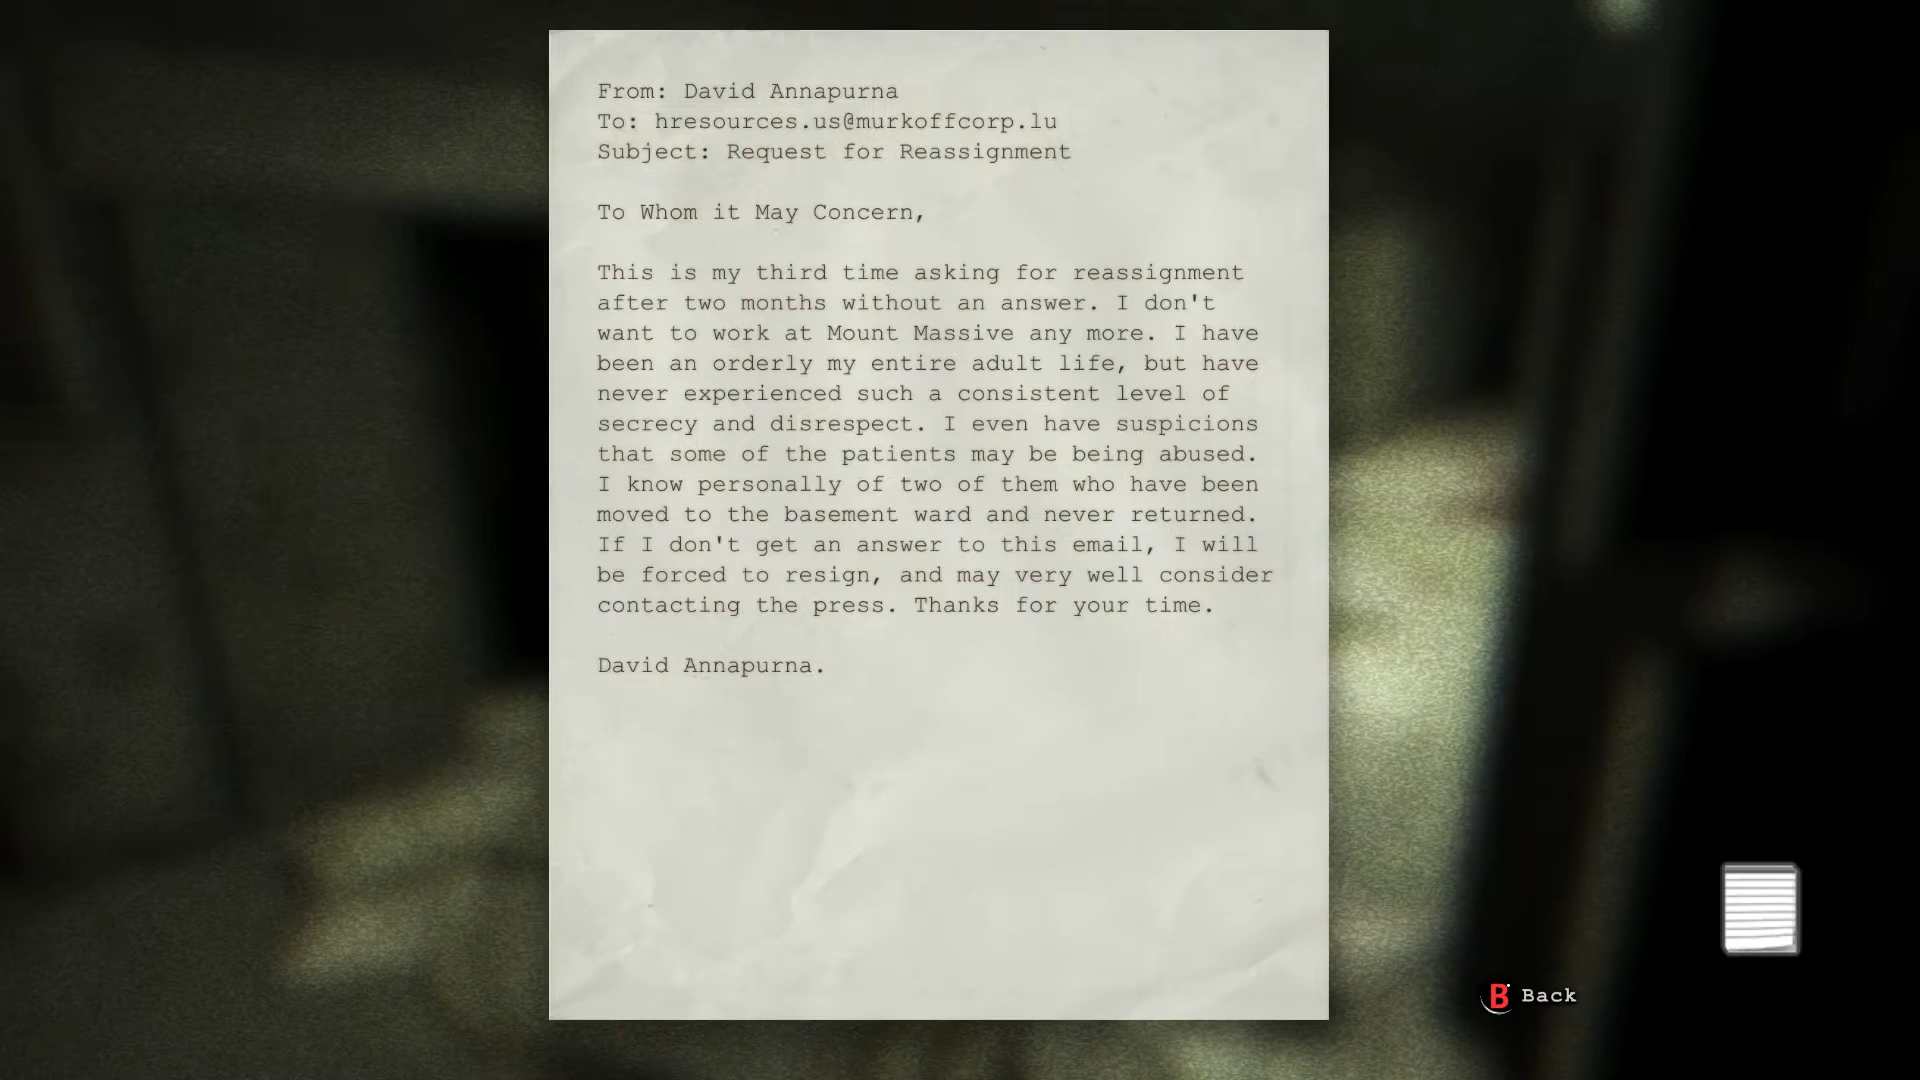 From: David Annapurna
To: hresources.us@murkoffcorp.lu
Subject: Request for Reassignment
To Whom it May Concern,
This is my third time asking for reassignment
after two months without an answer. I don't
want to work at Mount Massive any more. I have
been an orderly my entire adult life, but have
never experienced such a consistent level of
secrecy and disrespect. I even have suspicions
that some of the patients may be being abused.
I know personally of two of them who have been
moved to the basement ward and never returned.
If I don't get an answer to this email, I will
be forced to resign, and may very well consider
contacting the press. Thanks for your time.
David Annapurna.
B Back